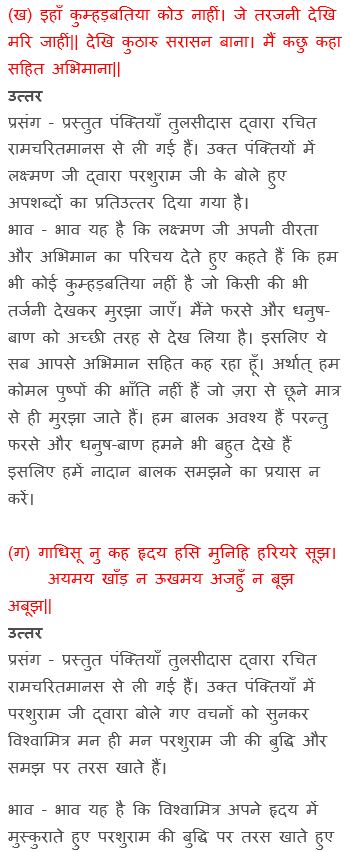 (ख) इहाँ कुम्हड़बतिया कोउ नाहीं। जे तरजनी देखि
मरि जाहीं|| देखि कुठारु सरासन बाना। मैं कछु कहा
सहित अभिमाना||
उत्तर
प्रसंग - प्रस्तुत पंक्तियाँ तुलसीदास द्वारा रचित
रामचरितमानस से ली गई हैं। उक्त पंक्तियों में
लक्ष्मण जी द्वारा परशुराम जी के बोले हुए
अपशब्दों का प्रतिउत्तर दिया गया है।
भाव - भाव यह है कि लक्ष्मण जी अपनी वीरता
और अभिमान का परिचय देते हुए कहते हैं कि हम
भी कोई कुम्हड़बतिया नहीं है जो किसी की भी
तर्जनी देखकर मुरझा जाएँ। मैंने फरसे और धनुष-
बाण को अच्छी तरह से देख लिया है। इसलिए ये
सब आपसे अभिमान सहित कह रहा हूँ। अर्थात् हम
कोमल पुष्पों की भाँति नहीं हैं जो ज़रा से छूने मात्र
से ही मुरझा जाते हैं। हम बालक अवश्य हैं परन्तु
फरसे और धनुष-बाण हमने भी बहुत देखे हैं
इसलिए हमें नादान बालक समझने का प्रयास न
करें।
(ग) गाधिसू नु कह हृदय हसि मुनिहि हरियरे सूझ।
अयमय खाँड़ न ऊखमय अजहुँ न बूझ
अबूझ||
उत्तर
प्रसंग - प्रस्तुत पंक्तियाँ तुलसीदास द्वारा रचित
रामचरितमानस से ली गई हैं। उक्त पंक्तियाँ में
परशुराम जी द्वारा बोले गए वचनों को सुनकर
विश्वामित्र मन ही मन परशुराम जी की बुद्धि और
समझ पर तरस खाते हैं।
भाव - भाव यह है कि विश्वामित्र अपने हृदय में
मुस्कुराते हुए परशुराम की बुद्धि पर तरस खाते हुए